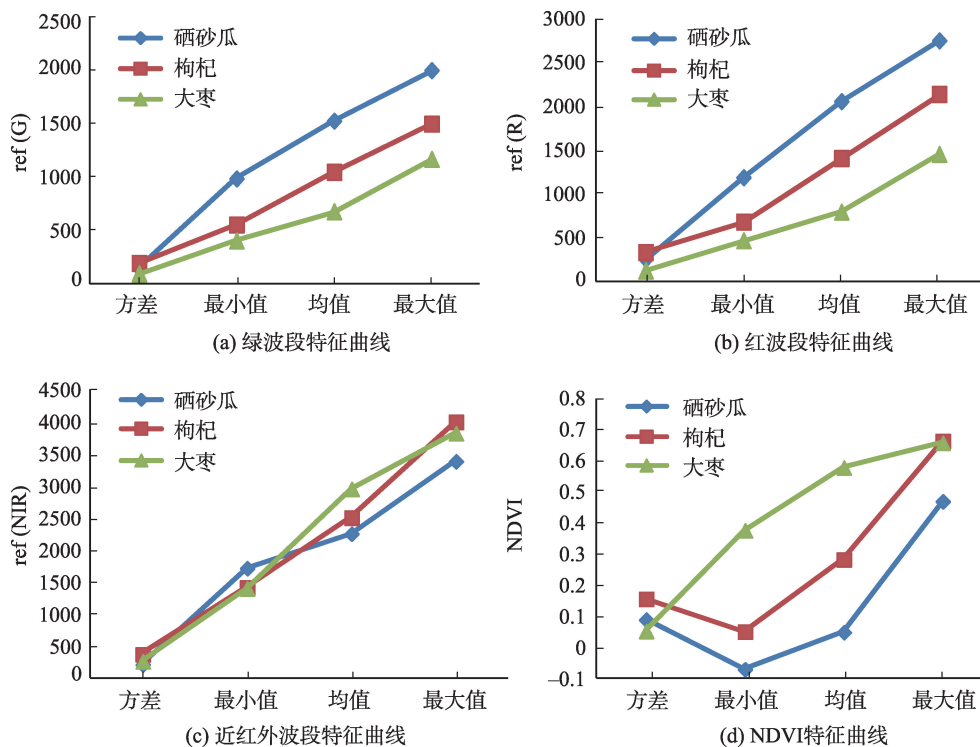 2500
2000
1500
1000
500
0
ref (G)
硒砂瓜
枸杞
大枣
方差 最小值 均值 最大值
(a) 绿波段特征曲线
3000
2500
2000
1500
1000
500
0
ref (R)
硒砂瓜
枸杞
大枣
方差 最小值 均值 最大值
(b) 红波段特征曲线
4500
4000
3500
3000
2500
2000
1500
1000
500
0
ref (NIR)
硒砂瓜
枸杞
大枣
方差 最小值 均值 最大值
(c) 近红外波段特征曲线
0.8
0.7
0.6
0.5
0.4
0.3
0.2
0.1
0
–0.1
NDVI
硒砂瓜
枸杞
大枣
方差 最小值 均值 最大值
(d) NDVI特征曲线